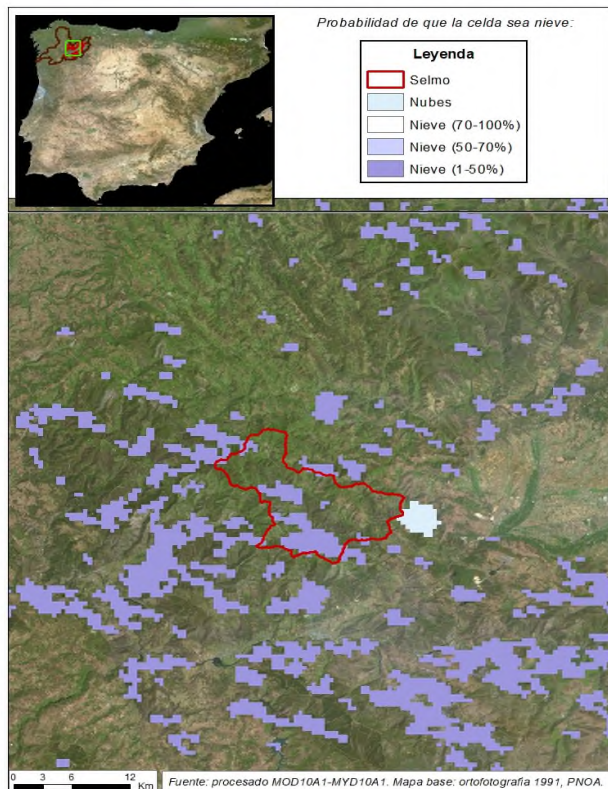 Probabilidad de que la celda sea nieve:
Leyenda
Selmo
Nubes
Nieve (70-100%)
Nieve (50-70%)
Nieve (1-50%)
0 3 6 12
Km
Fuente: procesado MOD10A1-MYD10A1. Mapa base: ortofotografía 1991, PNOA.